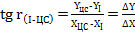 tg r(I-ЦС) = (YЦС-YI)/(XЦС-XI) = ΔY/ΔX